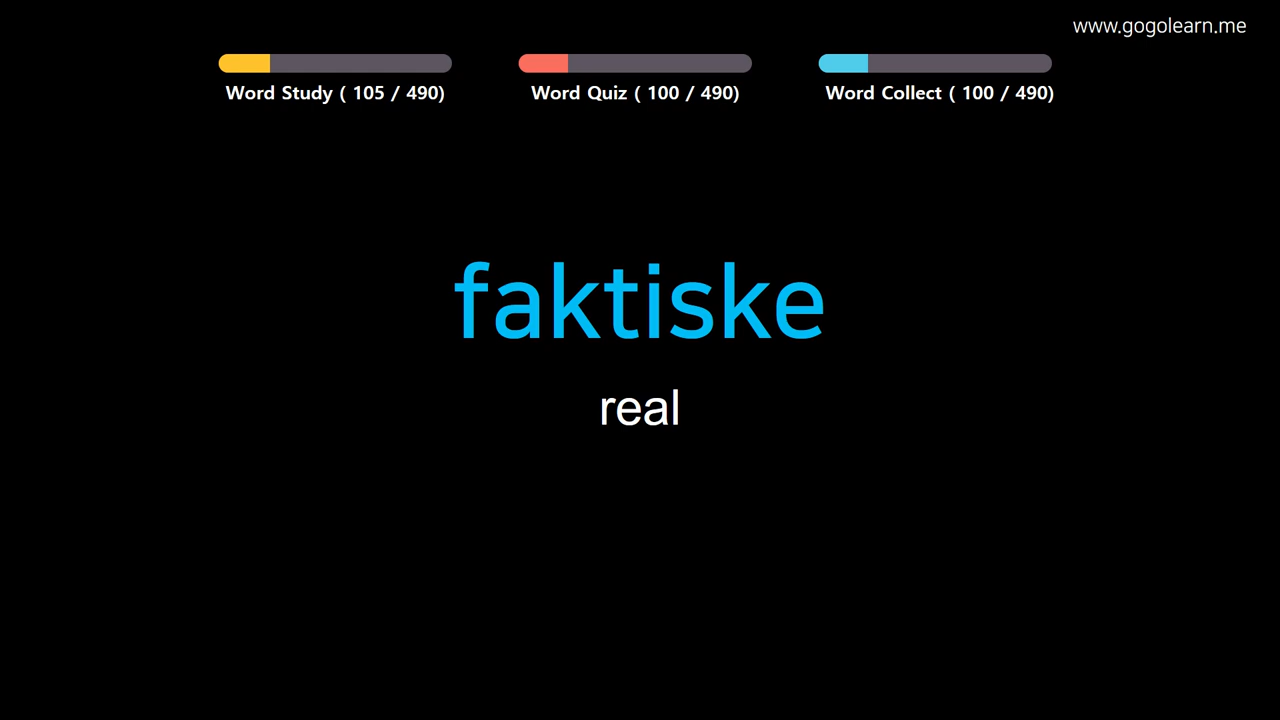 www.gogolearn.me
Word Study ( 105 / 490)
Word Quiz ( 100 / 490)
Word Collect ( 100 / 490)
faktiske
real